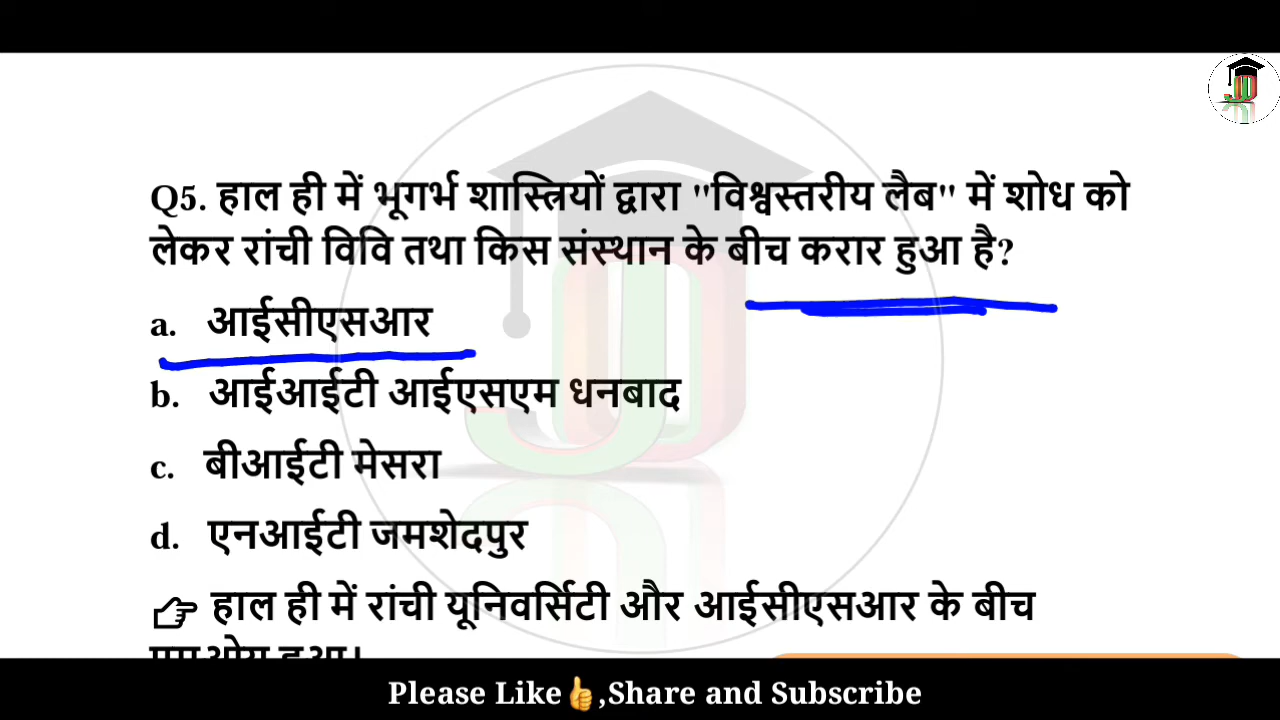 Q5. हाल ही में भूगर्भ शास्त्रियों द्वारा "विश्वस्तरीय लैब" में शोध को
लेकर रांची विवि तथा किस संस्थान के बीच करार हुआ है?
a. आईसीएसआर
b. आईआईटी आईएसएम धनबाद
c. बीआईटी मेसरा
d. एनआईटी जमशेदपुर
👉 हाल ही में रांची यूनिवर्सिटी और आईसीएसआर के बीच
एमओयू हुआ।
Please Like👍,Share and Subscribe